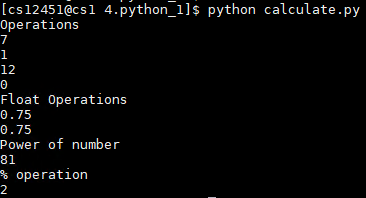 [cs12451@cs1 4.python_1]$ python calculate.py
Operations
7
1
12
0
Float Operations
0.75
0.75
Power of number
81
% operation
2